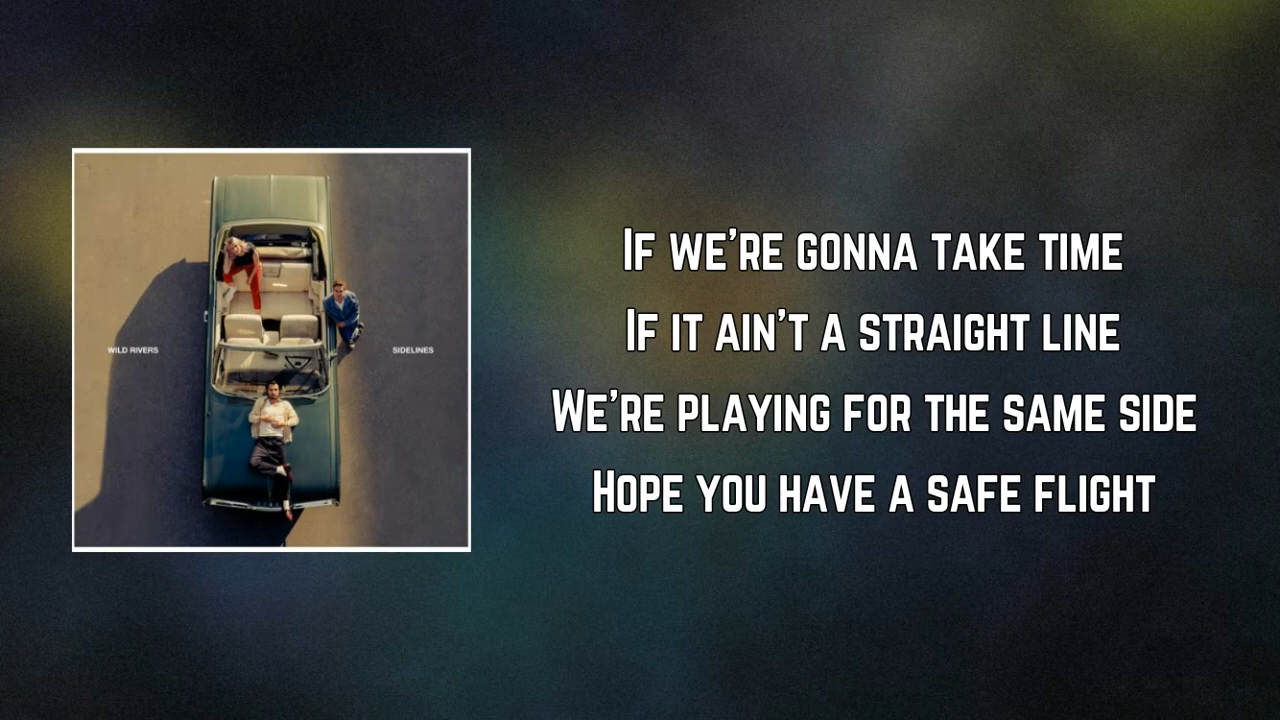 WILD RIVERS
SIDELINES
If we're gonna take time
If it ain't a straight line
We're playing for the same side
Hope you have a safe flight